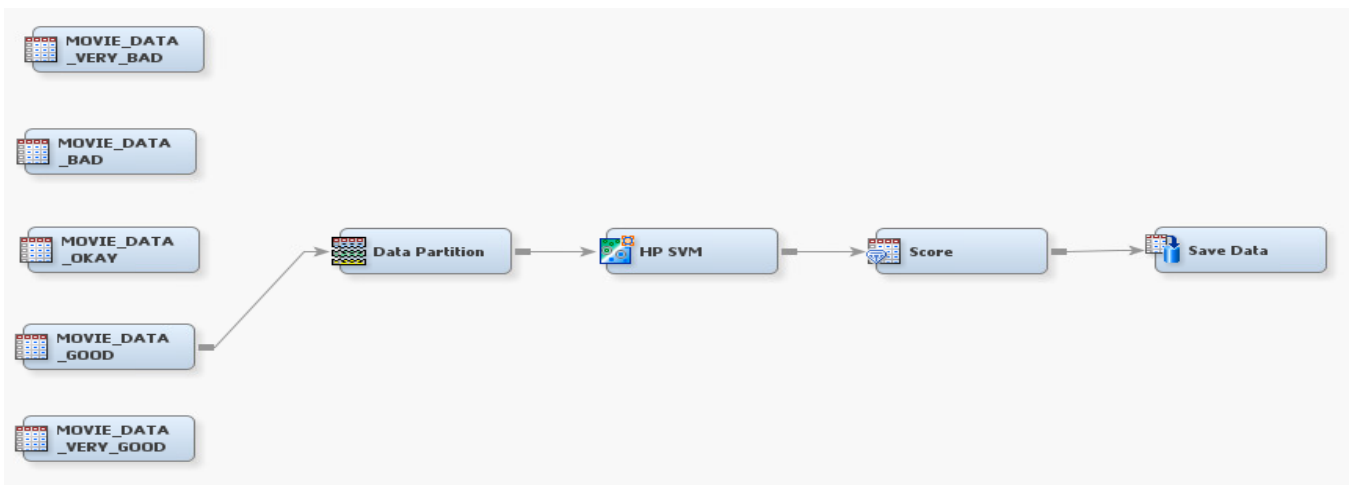 MOVIE_DATA
_VERY_BAD
MOVIE_DATA
_BAD
MOVIE_DATA
_OKAY
Data Partition
HP SVM
Score
Save Data
MOVIE_DATA
_GOOD
MOVIE_DATA
_VERY_GOOD